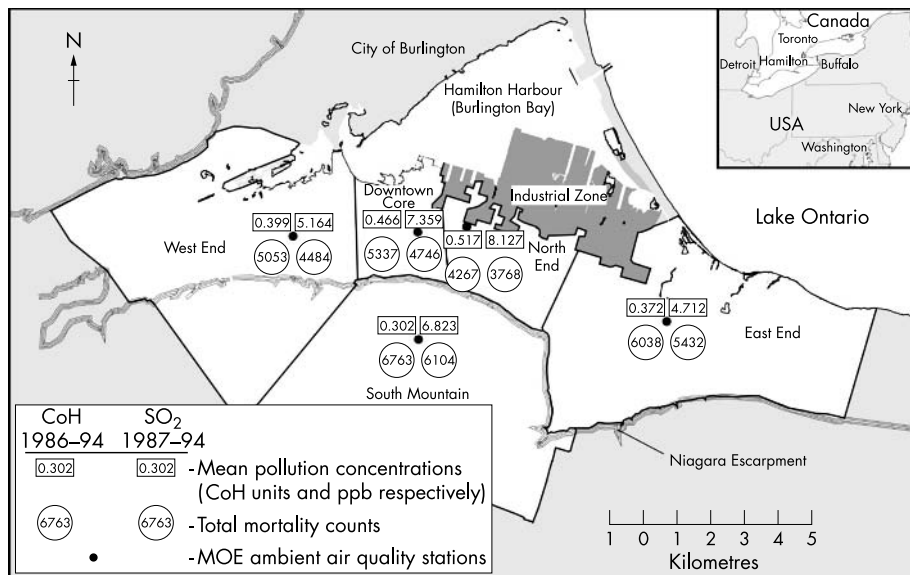 N
City of Burlington
Hamilton Harbour
(Burlington Bay)
Canada
Toronto
Detroit
Hamilton
Buffalo
New York
USA
Washington
Downtown
Core
Industrial Zone
Lake Ontario
West End
0.399 5.164
5053 4484
0.466 7.359
5337 4746
0.517 8.127
4267 3768
North
End
0.372 4.712
6038 5432
East End
0.302 6.823
6763 6104
South Mountain
Niagara Escarpment
CoH SO2
1986–94 1987–94
0.302 0.302 - Mean pollution concentrations
(CoH units and ppb respectively)
6763 6763 - Total mortality counts
- MOE ambient air quality stations
1 0 1 2 3 4 5
Kilometres